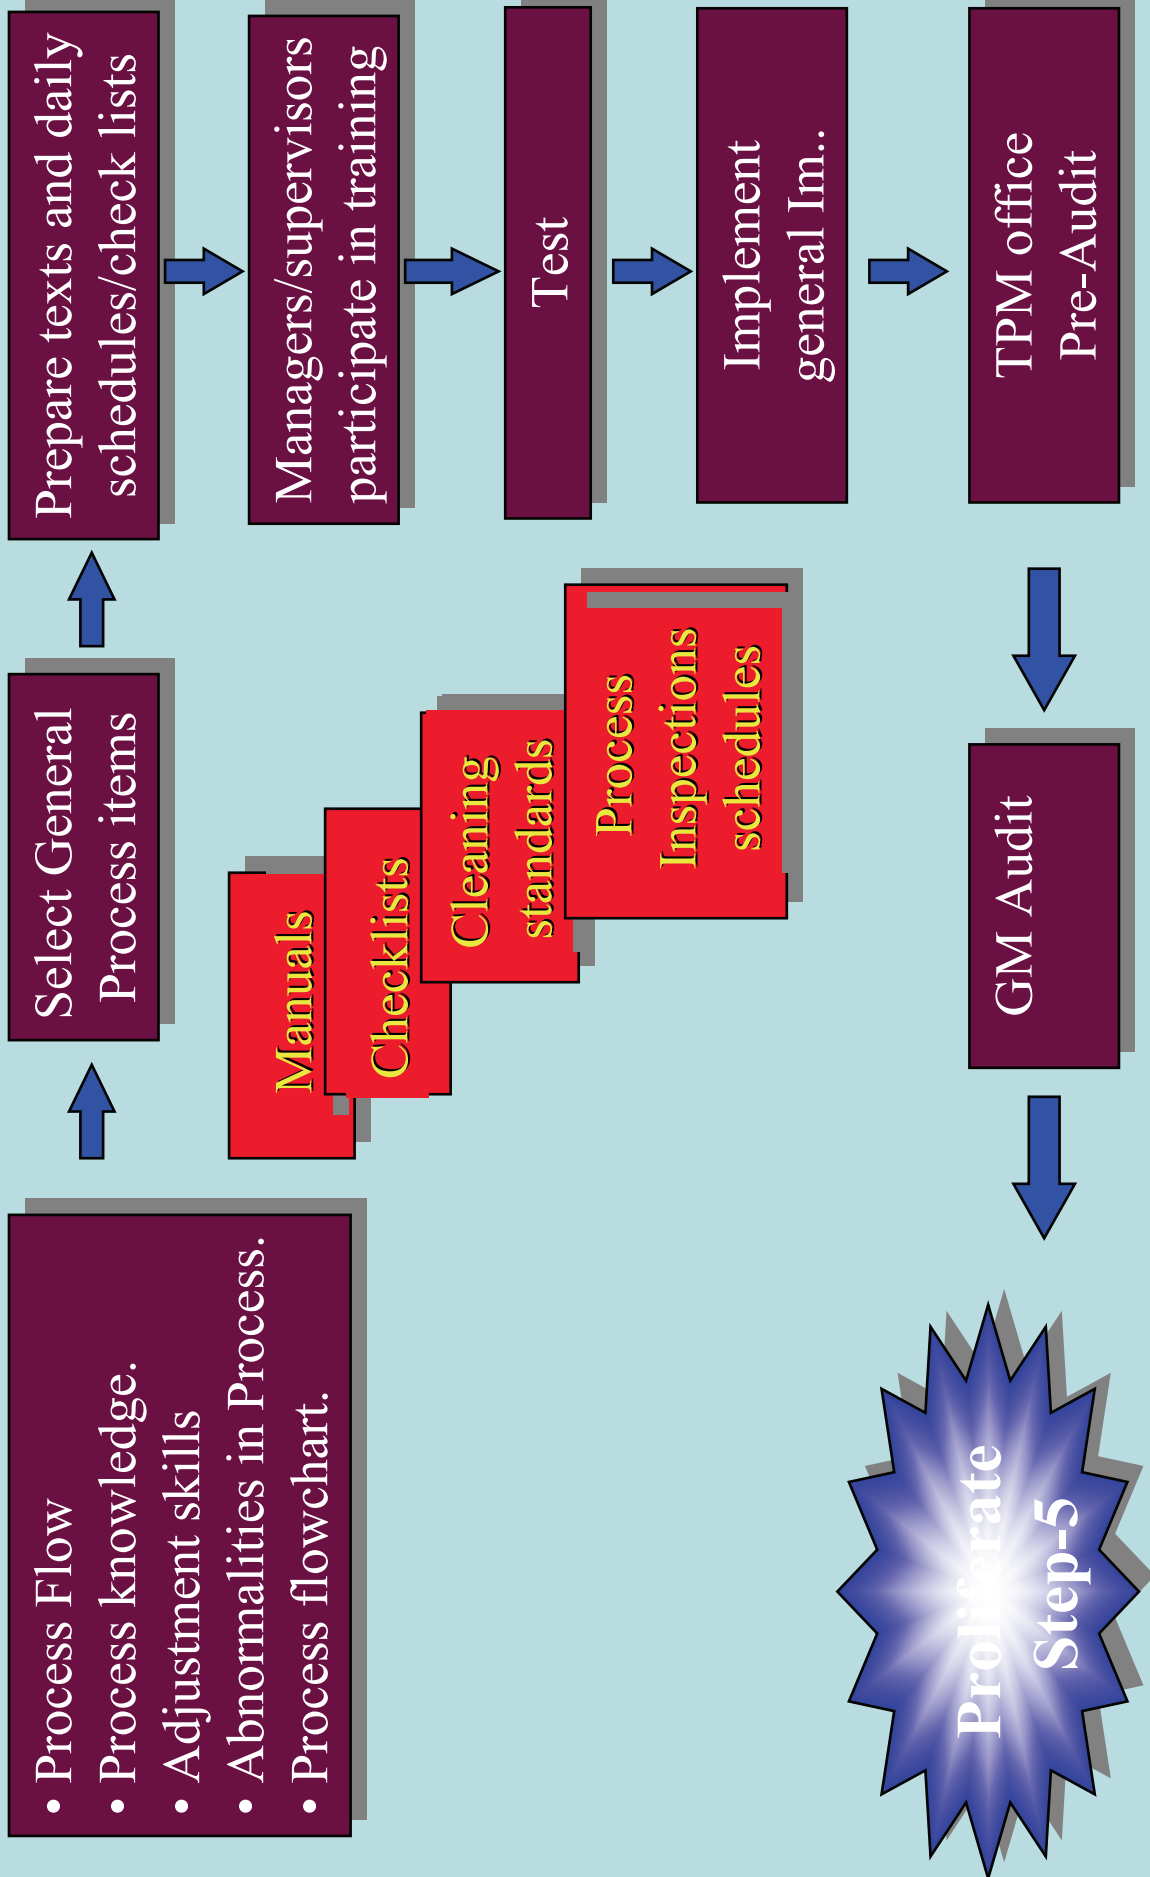 • Process Flow
• Process knowledge.
• Adjustment skills
• Abnormalities in Process.
• Process flowchart.
Select General
Process items
Prepare texts and daily
schedules/check lists
Managers/supervisors
participate in training
Test
Implement
general Im..
TPM office
Pre-Audit
GM Audit
Proliferate
Step-5
Manuals
Checklists
Cleaning
standards
Process
Inspections
schedules